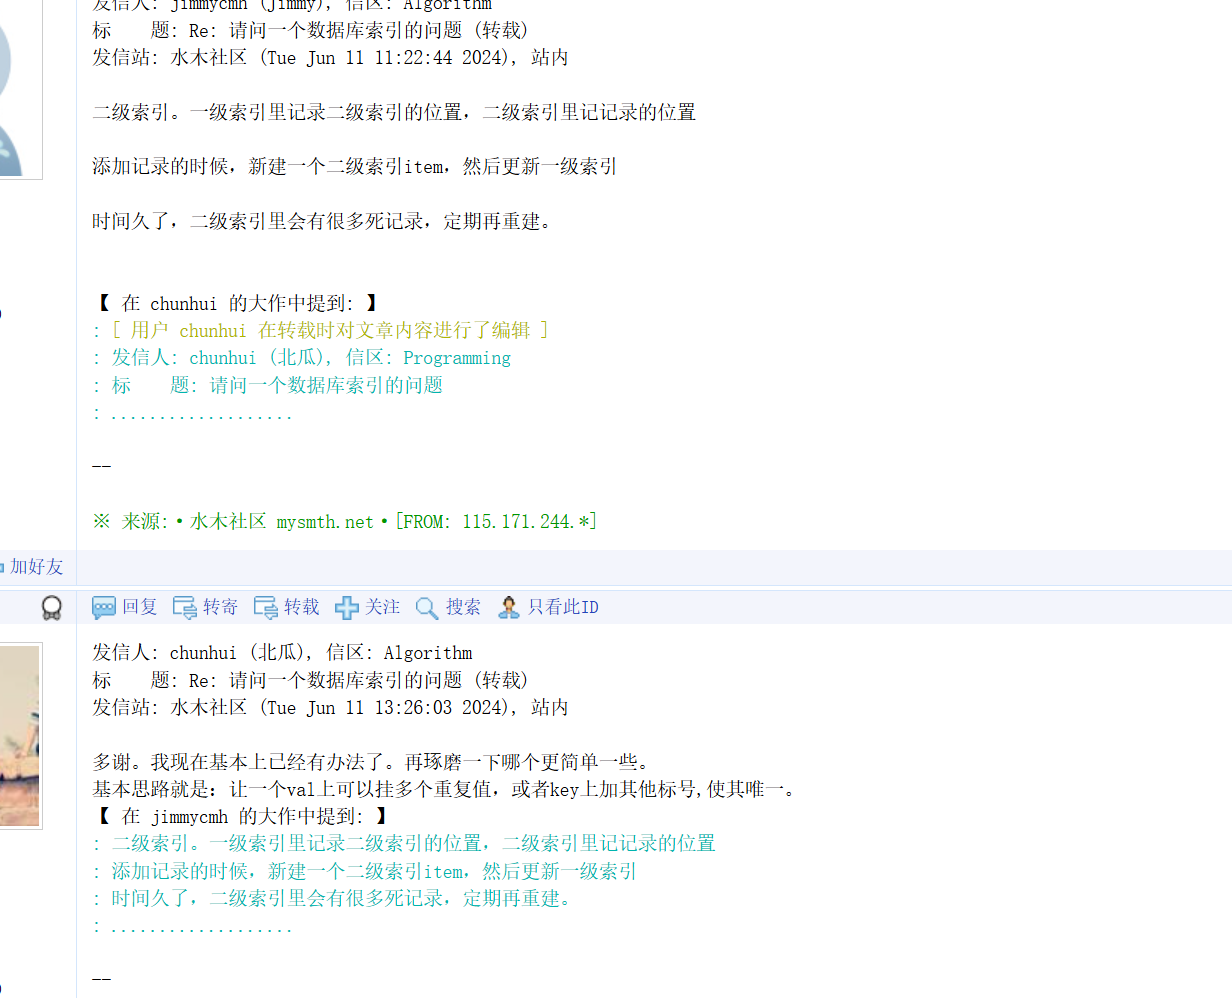 发信人: jimmycmh (Jimmy), 信区: Algorithm
标    题: Re: 请问一个数据库索引的问题 (转载)
发信站: 水木社区 (Tue Jun 11 11:22:44 2024), 站内
二级索引。一级索引里记录二级索引的位置，二级索引里记记录的位置
添加记录的时候，新建一个二级索引item，然后更新一级索引
时间久了，二级索引里会有很多死记录，定期再重建。
【 在 chunhui 的大作中提到: 】
: [ 用户 chunhui 在转载时对文章内容进行了编辑 ]
: 发信人: chunhui (北瓜), 信区: Programming
: 标    题: 请问一个数据库索引的问题
: ...................
--
※ 来源:·水木社区 mysmth.net·[FROM: 115.171.244.*]
加好友
回复 转寄 转载 关注 搜索 只看此ID
发信人: chunhui (北瓜), 信区: Algorithm
标    题: Re: 请问一个数据库索引的问题 (转载)
发信站: 水木社区 (Tue Jun 11 13:26:03 2024), 站内
多谢。我现在基本上已经有办法了。再琢磨一下哪个更简单一些。
基本思路就是：让一个val上可以挂多个重复值，或者key上加其他标号,使其唯一。
【 在 jimmycmh 的大作中提到: 】
: 二级索引。一级索引里记录二级索引的位置，二级索引里记记录的位置
: 添加记录的时候，新建一个二级索引item，然后更新一级索引
: 时间久了，二级索引里会有很多死记录，定期再重建。
: ...................
--